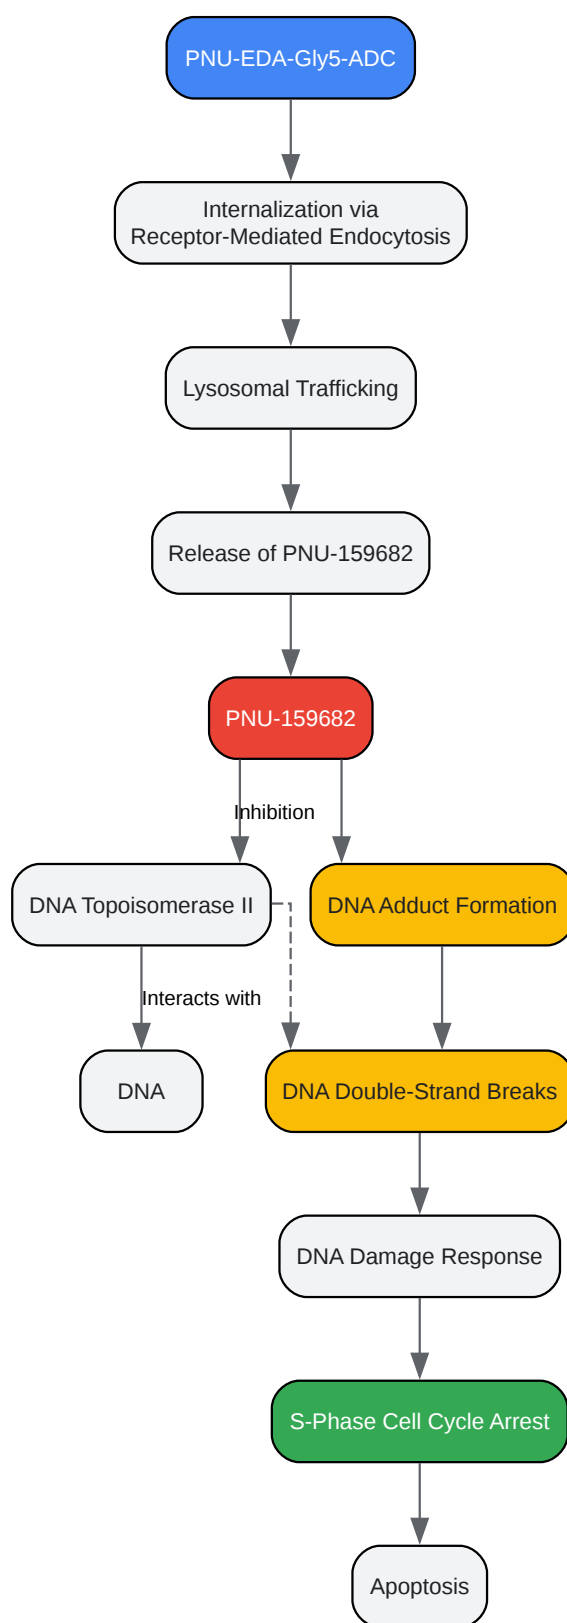 PNU-EDA-Gly5-ADC
Internalization via
Receptor-Mediated Endocytosis
Lysosomal Trafficking
Release of PNU-159682
PNU-159682
Inhibition
DNA Topoisomerase II
DNA Adduct Formation
Interacts with
DNA
DNA Double-Strand Breaks
DNA Damage Response
S-Phase Cell Cycle Arrest
Apoptosis